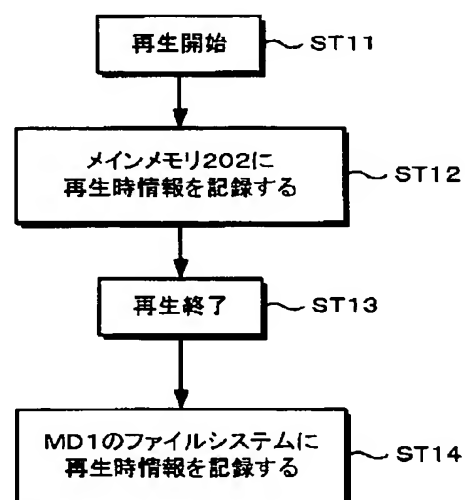 再生開始
ST11
メインメモリ202に
再生時情報を記録する
ST12
再生終了
ST13
MD1のファイルシステムに
再生時情報を記録する
ST14